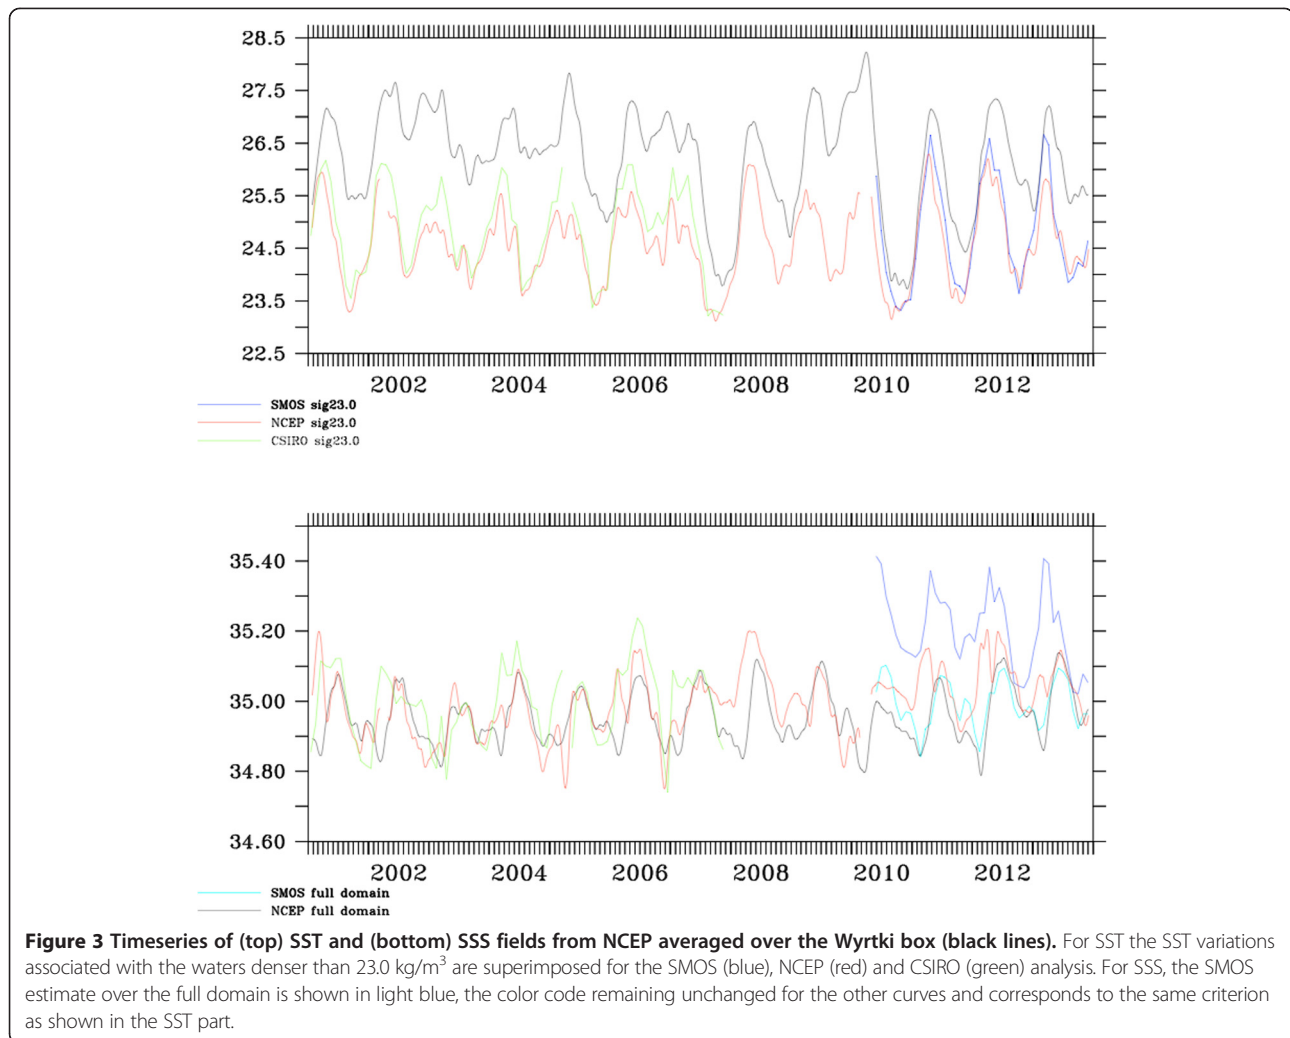 28.5
27.5
26.5
25.5
24.5
23.5
22.5
2002 2004 2006 2008 2010 2012
SMOS sig23.0
NCEP sig23.0
CSIRO sig23.0
35.40
35.20
35.00
34.80
34.60
2002 2004 2006 2008 2010 2012
SMOS full domain
NCEP full domain
Figure 3 Timeseries of (top) SST and (bottom) SSS fields from NCEP averaged over the Wyrtki box (black lines). For SST the SST variations
associated with the waters denser than 23.0 kg/m³ are superimposed for the SMOS (blue), NCEP (red) and CSIRO (green) analysis. For SSS, the SMOS
estimate over the full domain is shown in light blue, the color code remaining unchanged for the other curves and corresponds to the same criterion
as shown in the SST part.